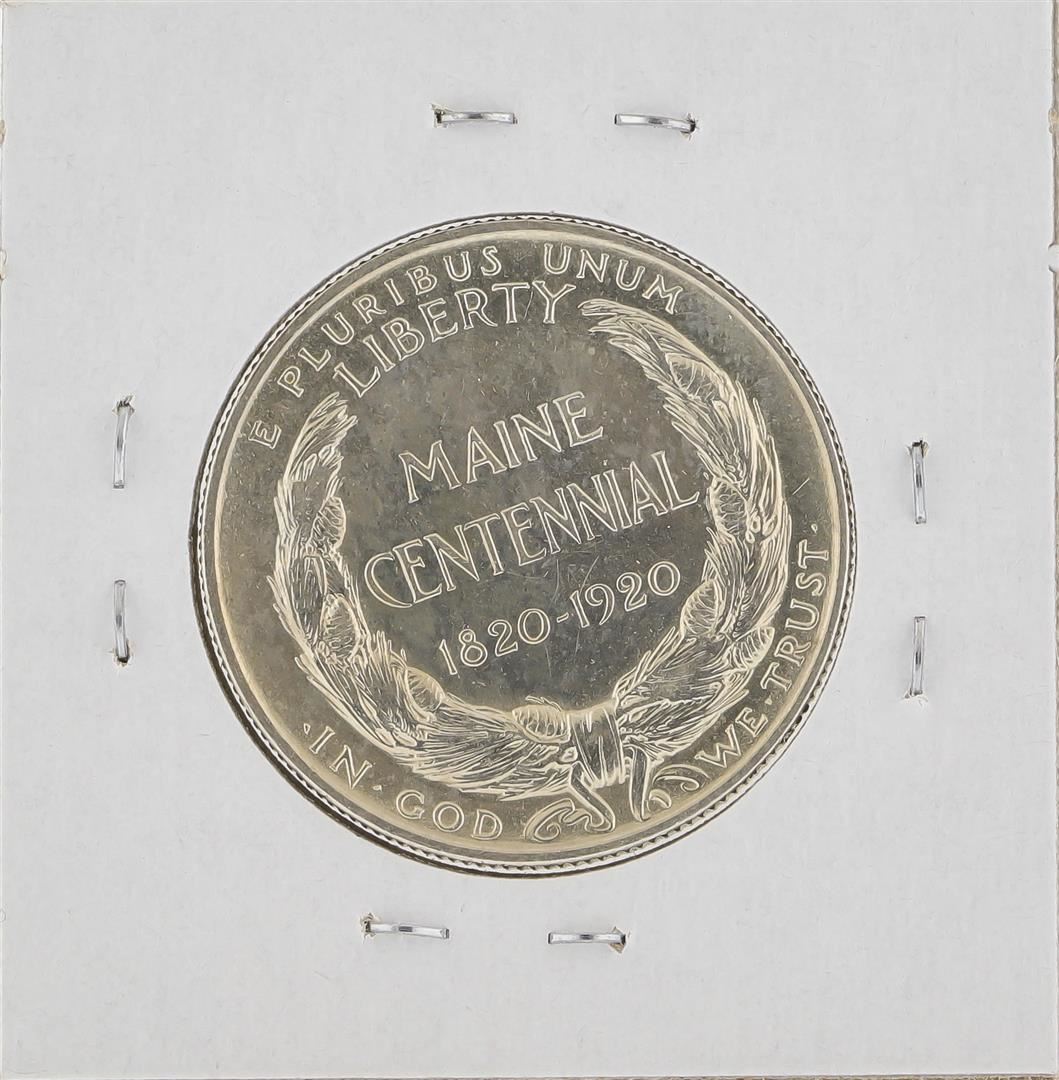 E PLURIBUS UNUM
LIBERTY
MAINE
CENTENNIAL
1820-1920
·IN·GOD WE·TRUST·